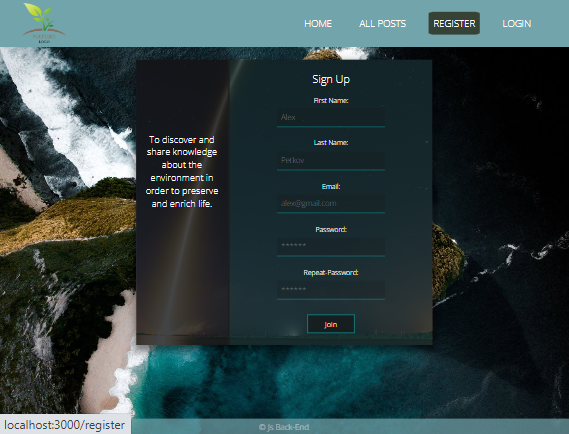 HOME
ALL POSTS
REGISTER
LOGIN
LOGO
To discover and
share knowledge
about the
environment in
order to preserve
and enrich life.
Sign Up
First Name:
Alex
Last Name:
Petkov
Email:
alex@gmail.com
Password:
******
Repeat-Password:
******
Join
localhost:3000/register
© Js Back-End